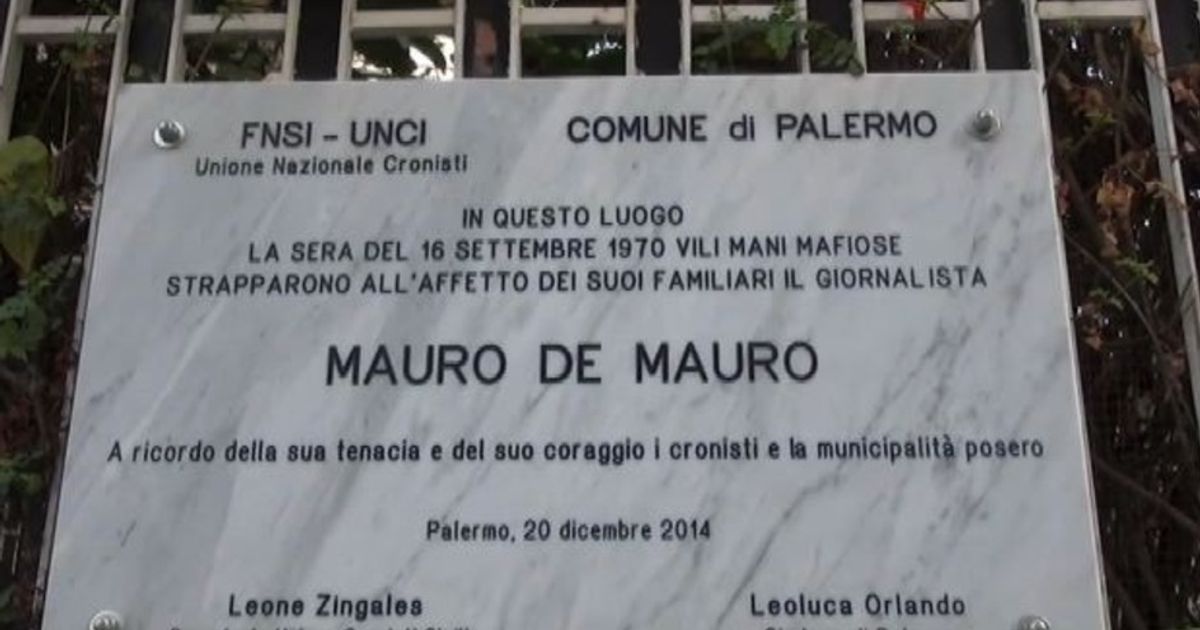 FNSI - UNCI
Unione Nazionale Cronisti
COMUNE di PALERMO
IN QUESTO LUOGO
LA SERA DEL 16 SETTEMBRE 1970 VILI MANI MAFIOSE
STRAPPARONO ALL'AFFETTO DEI SUOI FAMILIARI IL GIORNALISTA
MAURO DE MAURO
A ricordo della sua tenacia e del suo coraggio i cronisti e la municipalità posero
Palermo, 20 dicembre 2014
Leone Zingales
Leoluca Orlando